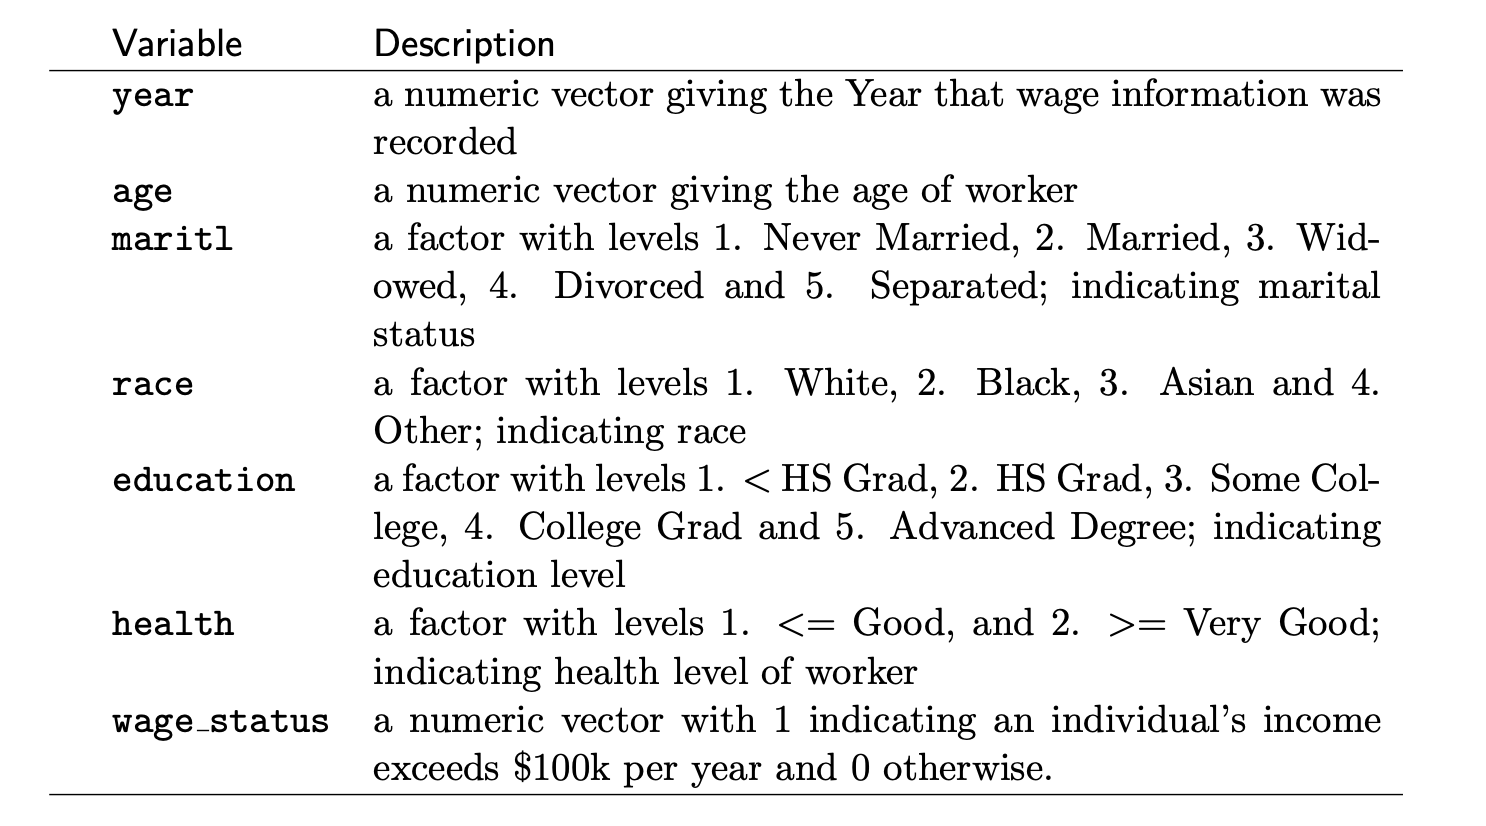 Variable Description
year a numeric vector giving the Year that wage information was
recorded
age a numeric vector giving the age of worker
maritl a factor with levels 1. Never Married, 2. Married, 3. Wid-
owed, 4. Divorced and 5. Separated; indicating marital
status
race a factor with levels 1. White, 2. Black, 3. Asian and 4.
Other; indicating race
education a factor with levels 1. < HS Grad, 2. HS Grad, 3. Some Col-
lege, 4. College Grad and 5. Advanced Degree; indicating
education level
health a factor with levels 1. <= Good, and 2. >= Very Good;
indicating health level of worker
wage_status a numeric vector with 1 indicating an individual's income
exceeds $100k per year and 0 otherwise.